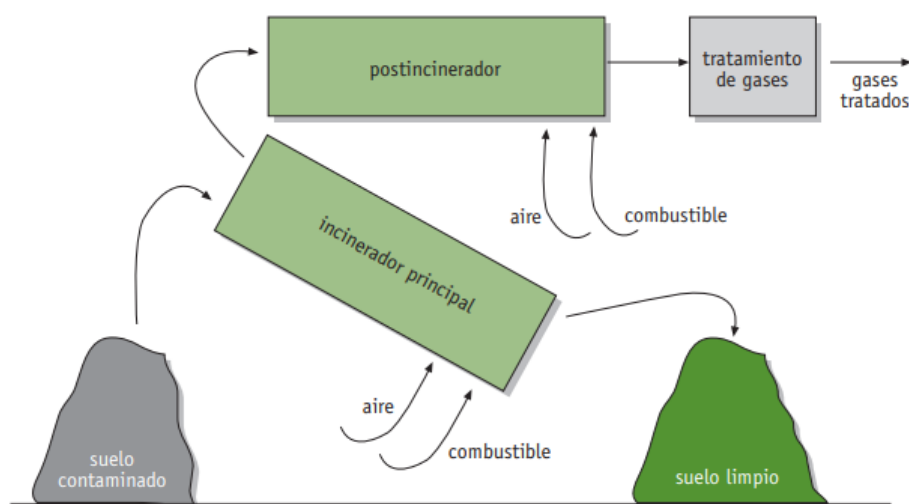 postincinerador
tratamiento
de gases
gases
tratados
aire
combustible
incinerador principal
aire
combustible
suelo
contaminado
suelo limpio